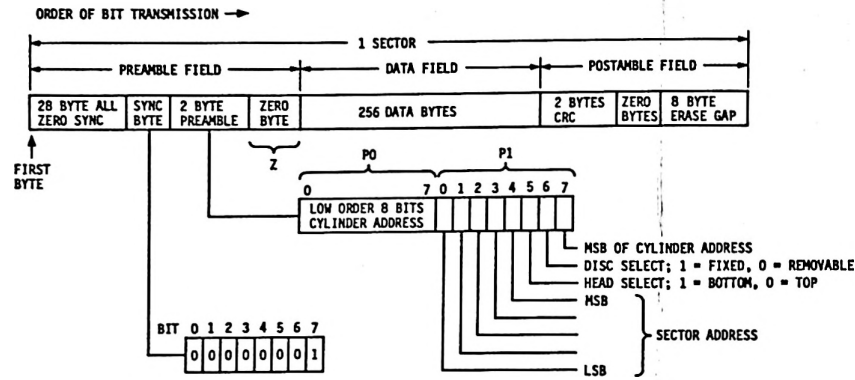 ORDER OF BIT TRANSMISSION
1 SECTOR
PREAMBLE FIELD DATA FIELD POSTAMBLE FIELD
28 BYTE ALL ZERO SYNC
SYNC BYTE
2 BYTE PREAMBLE
ZERO BYTE
256 DATA BYTES
2 BYTES CRC
ZERO BYTES
8 BYTE ERASE GAP
FIRST BYTE
Z
P0 P1
0 7 0 1 2 3 4 5 6 7
LOW ORDER 8 BITS
CYLINDER ADDRESS
MSB OF CYLINDER ADDRESS
DISC SELECT; 1 = FIXED, 0 = REMOVABLE
HEAD SELECT; 1 = BOTTOM, 0 = TOP
MSB
SECTOR ADDRESS
LSB
BIT 0 1 2 3 4 5 6 7
0 0 0 0 0 0 0 1